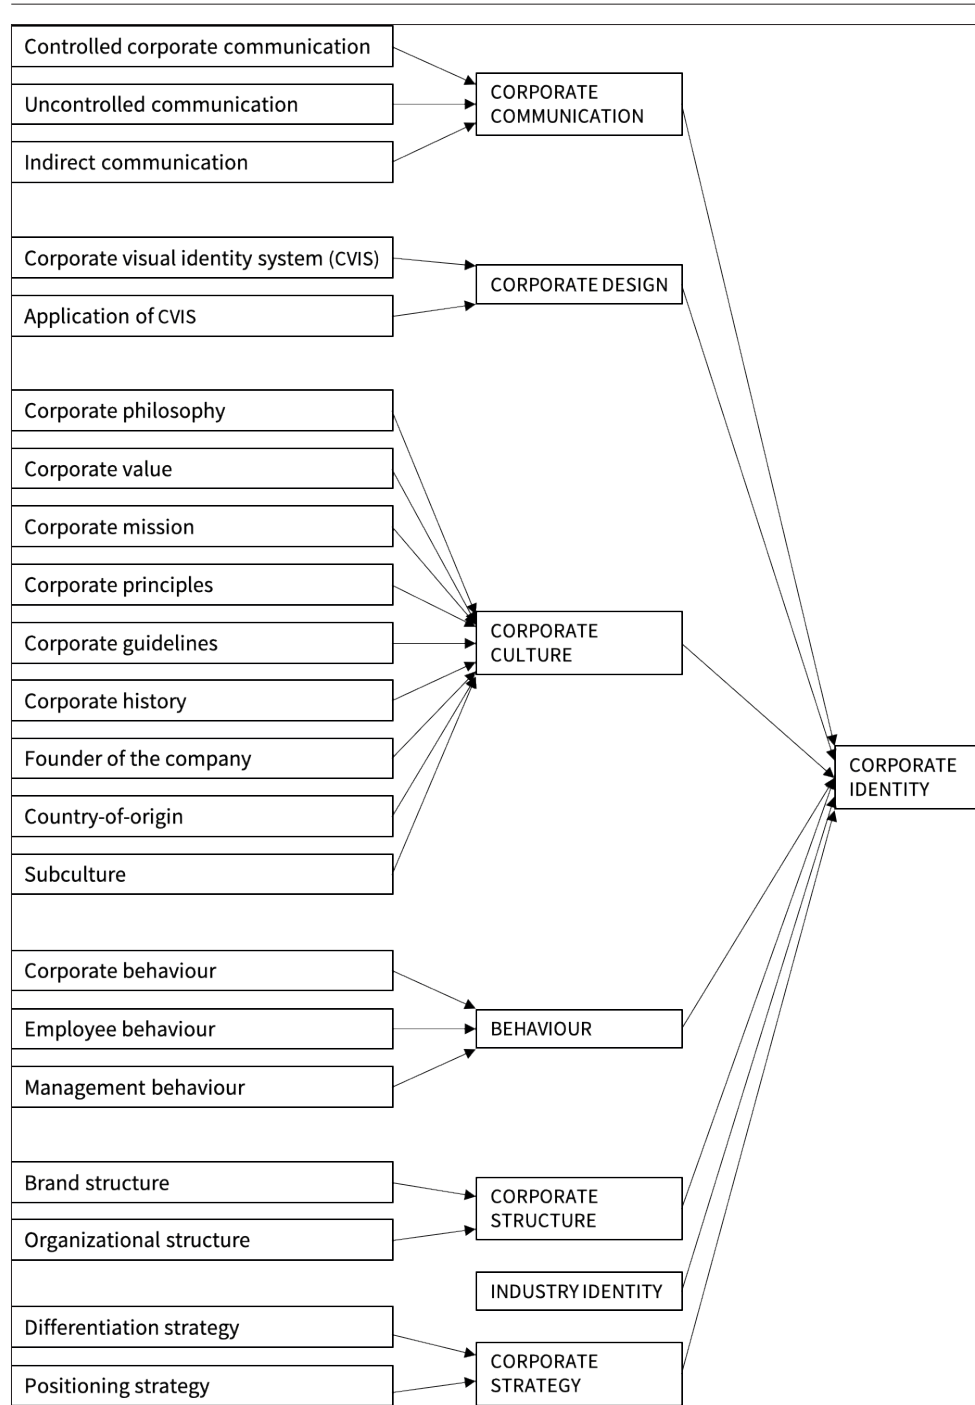 Controlled corporate communication
Uncontrolled communication
Indirect communication
CORPORATE
COMMUNICATION
Corporate visual identity system (CVIS)
Application of CVIS
CORPORATE DESIGN
Corporate philosophy
Corporate value
Corporate mission
Corporate principles
Corporate guidelines
Corporate history
Founder of the company
Country-of-origin
Subculture
CORPORATE
CULTURE
Corporate behaviour
Employee behaviour
Management behaviour
BEHAVIOUR
Brand structure
Organizational structure
CORPORATE
STRUCTURE
INDUSTRY IDENTITY
Differentiation strategy
Positioning strategy
CORPORATE
STRATEGY
CORPORATE
IDENTITY